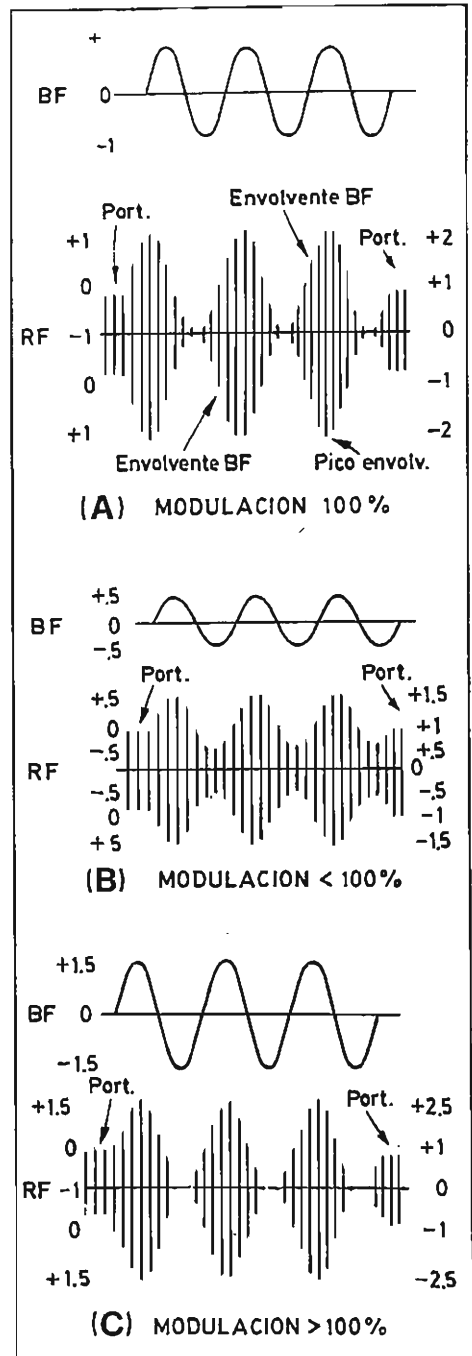 +
BF 0
-1
Envolvente BF
Port. Port.
+1 +2
0 +1
RF -1 0
0 -1
+1 -2
Envolvente BF Pico envolv.
(A) MODULACION 100%
+.5
BF 0
-.5
Port. Port.
+.5 +1.5
0 +1
-.5 +.5
RF 0
-.5 -.5
0 -1
+5 -1.5
(B) MODULACION < 100%
+1.5
BF 0
-1.5
Port. Port.
+1.5 +2.5
0 +1
RF -1 0
0 -1
+1.5 -2.5
(C) MODULACION > 100%